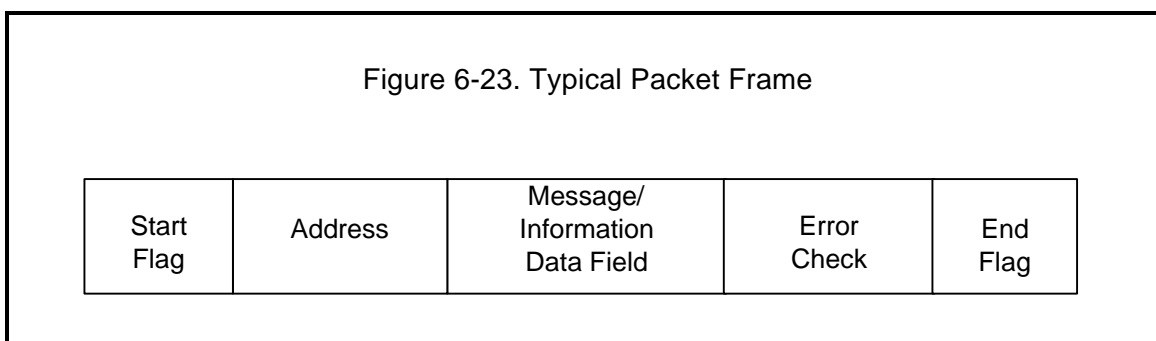 Figure 6-23. Typical Packet Frame
Start
Flag
Address
Message/
Information
Data Field
Error
Check
End
Flag